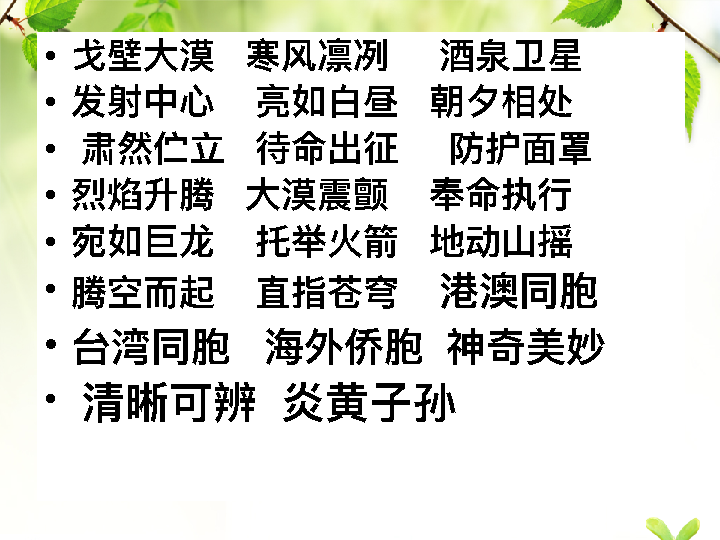 • 戈壁大漠 寒风凛冽 酒泉卫星
• 发射中心 亮如白昼 朝夕相处
• 肃然伫立 待命出征 防护面罩
• 烈焰升腾 大漠震颤 奉命执行
• 宛如巨龙 托举火箭 地动山摇
• 腾空而起 直指苍穹 港澳同胞
• 台湾同胞 海外侨胞 神奇美妙
• 清晰可辨 炎黄子孙